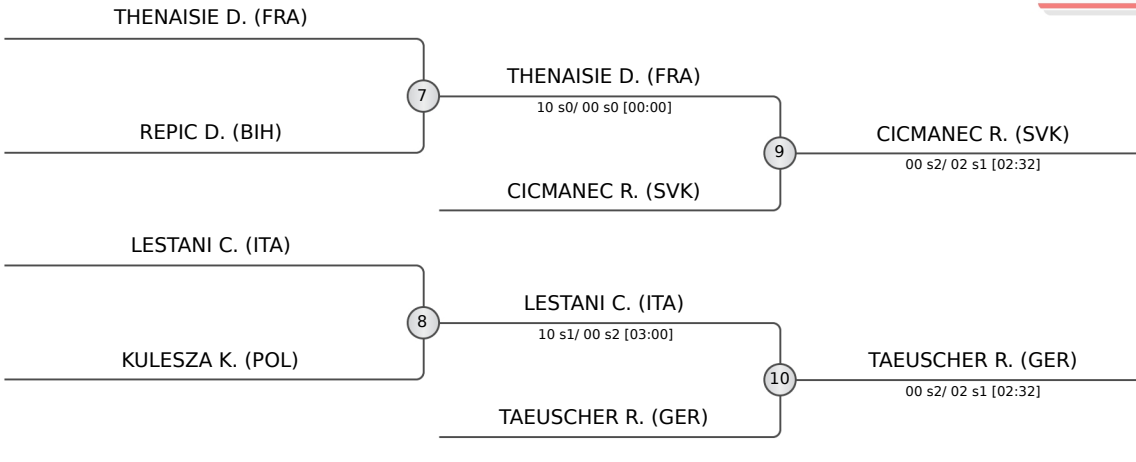 THENAISIE D. (FRA)
7
REPIC D. (BIH)
THENAISIE D. (FRA)
10 s0/ 00 s0 [00:00]
9
CICMANEC R. (SVK)
CICMANEC R. (SVK)
00 s2/ 02 s1 [02:32]
LESTANI C. (ITA)
8
KULESZA K. (POL)
LESTANI C. (ITA)
10 s1/ 00 s2 [03:00]
10
TAEUSCHER R. (GER)
TAEUSCHER R. (GER)
00 s2/ 02 s1 [02:32]